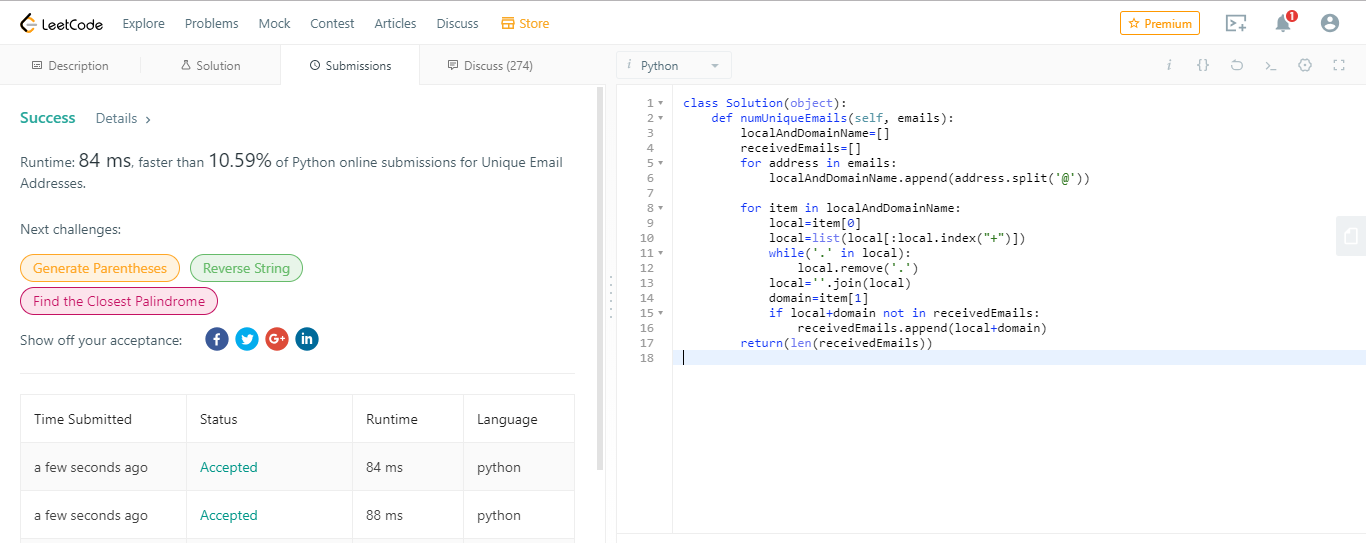 LeetCode Explore Problems Mock Contest Articles Discuss Store Premium 1
Description Solution Submissions Discuss (274)
Success Details >
Runtime: 84 ms, faster than 10.59% of Python online submissions for Unique Email
Addresses.
Next challenges:
Generate Parentheses Reverse String
Find the Closest Palindrome
Show off your acceptance: f G+ in
Time Submitted Status Runtime Language
a few seconds ago Accepted 84 ms python
a few seconds ago Accepted 88 ms python
i Python i {} >_
1 class Solution(object):
2 def numUniqueEmails(self, emails):
3 localAndDomainName=[]
4 receivedEmails=[]
5 for address in emails:
6 localAndDomainName.append(address.split('@'))
7
8 for item in localAndDomainName:
9 local=item[0]
10 local=list(local[:local.index("+")])
11 while('.' in local):
12 local.remove('.')
13 local=''.join(local)
14 domain=item[1]
15 if local+domain not in receivedEmails:
16 receivedEmails.append(local+domain)
17 return(len(receivedEmails))
18